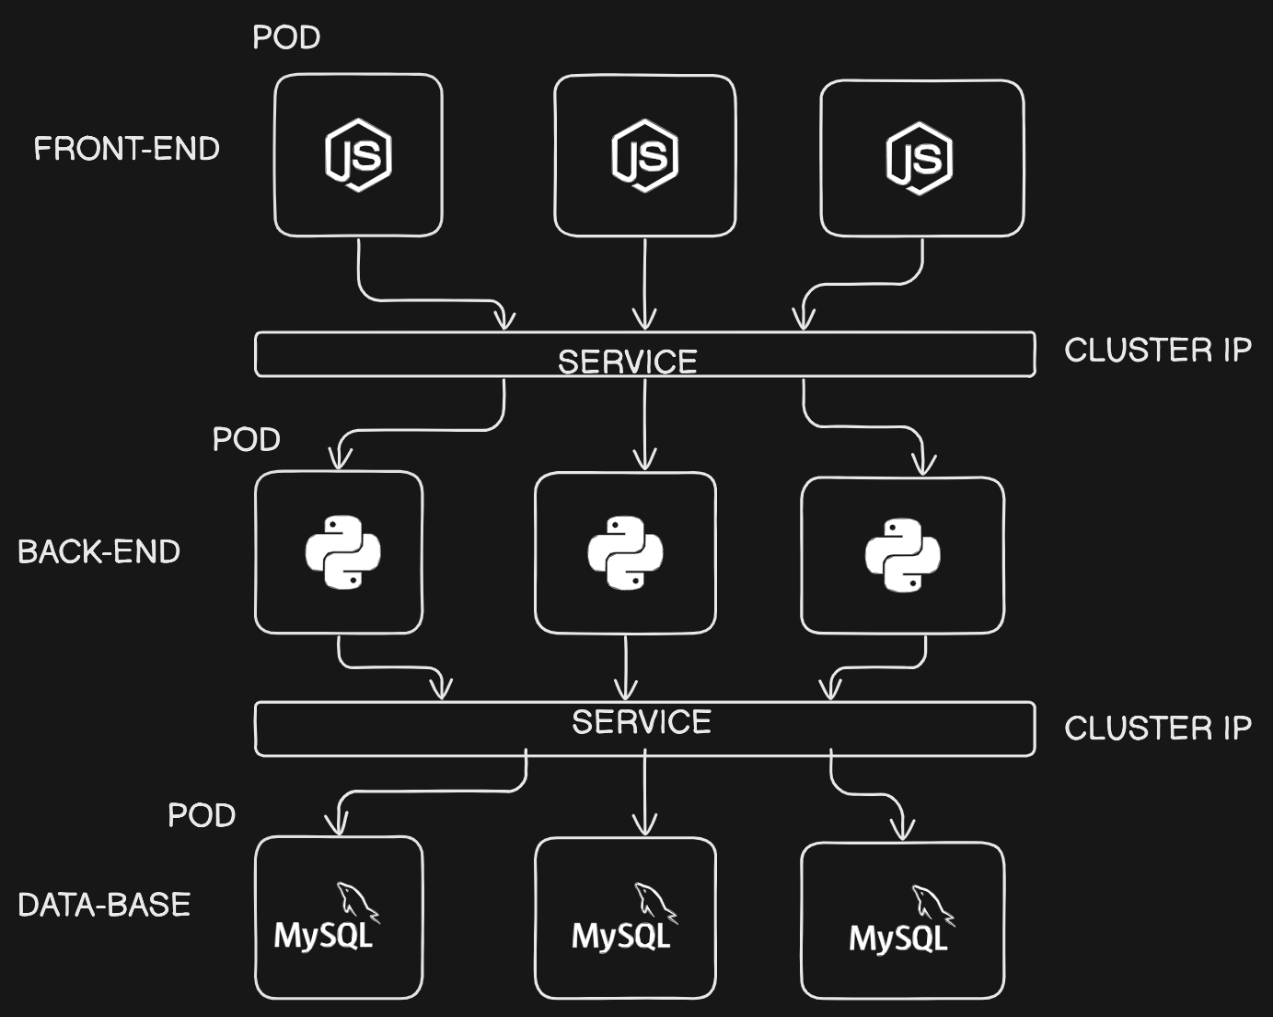 POD
FRONT-END
JS
JS
JS
SERVICE
CLUSTER IP
POD
BACK-END
SERVICE
CLUSTER IP
POD
DATA-BASE
MySQL
MySQL
MySQL